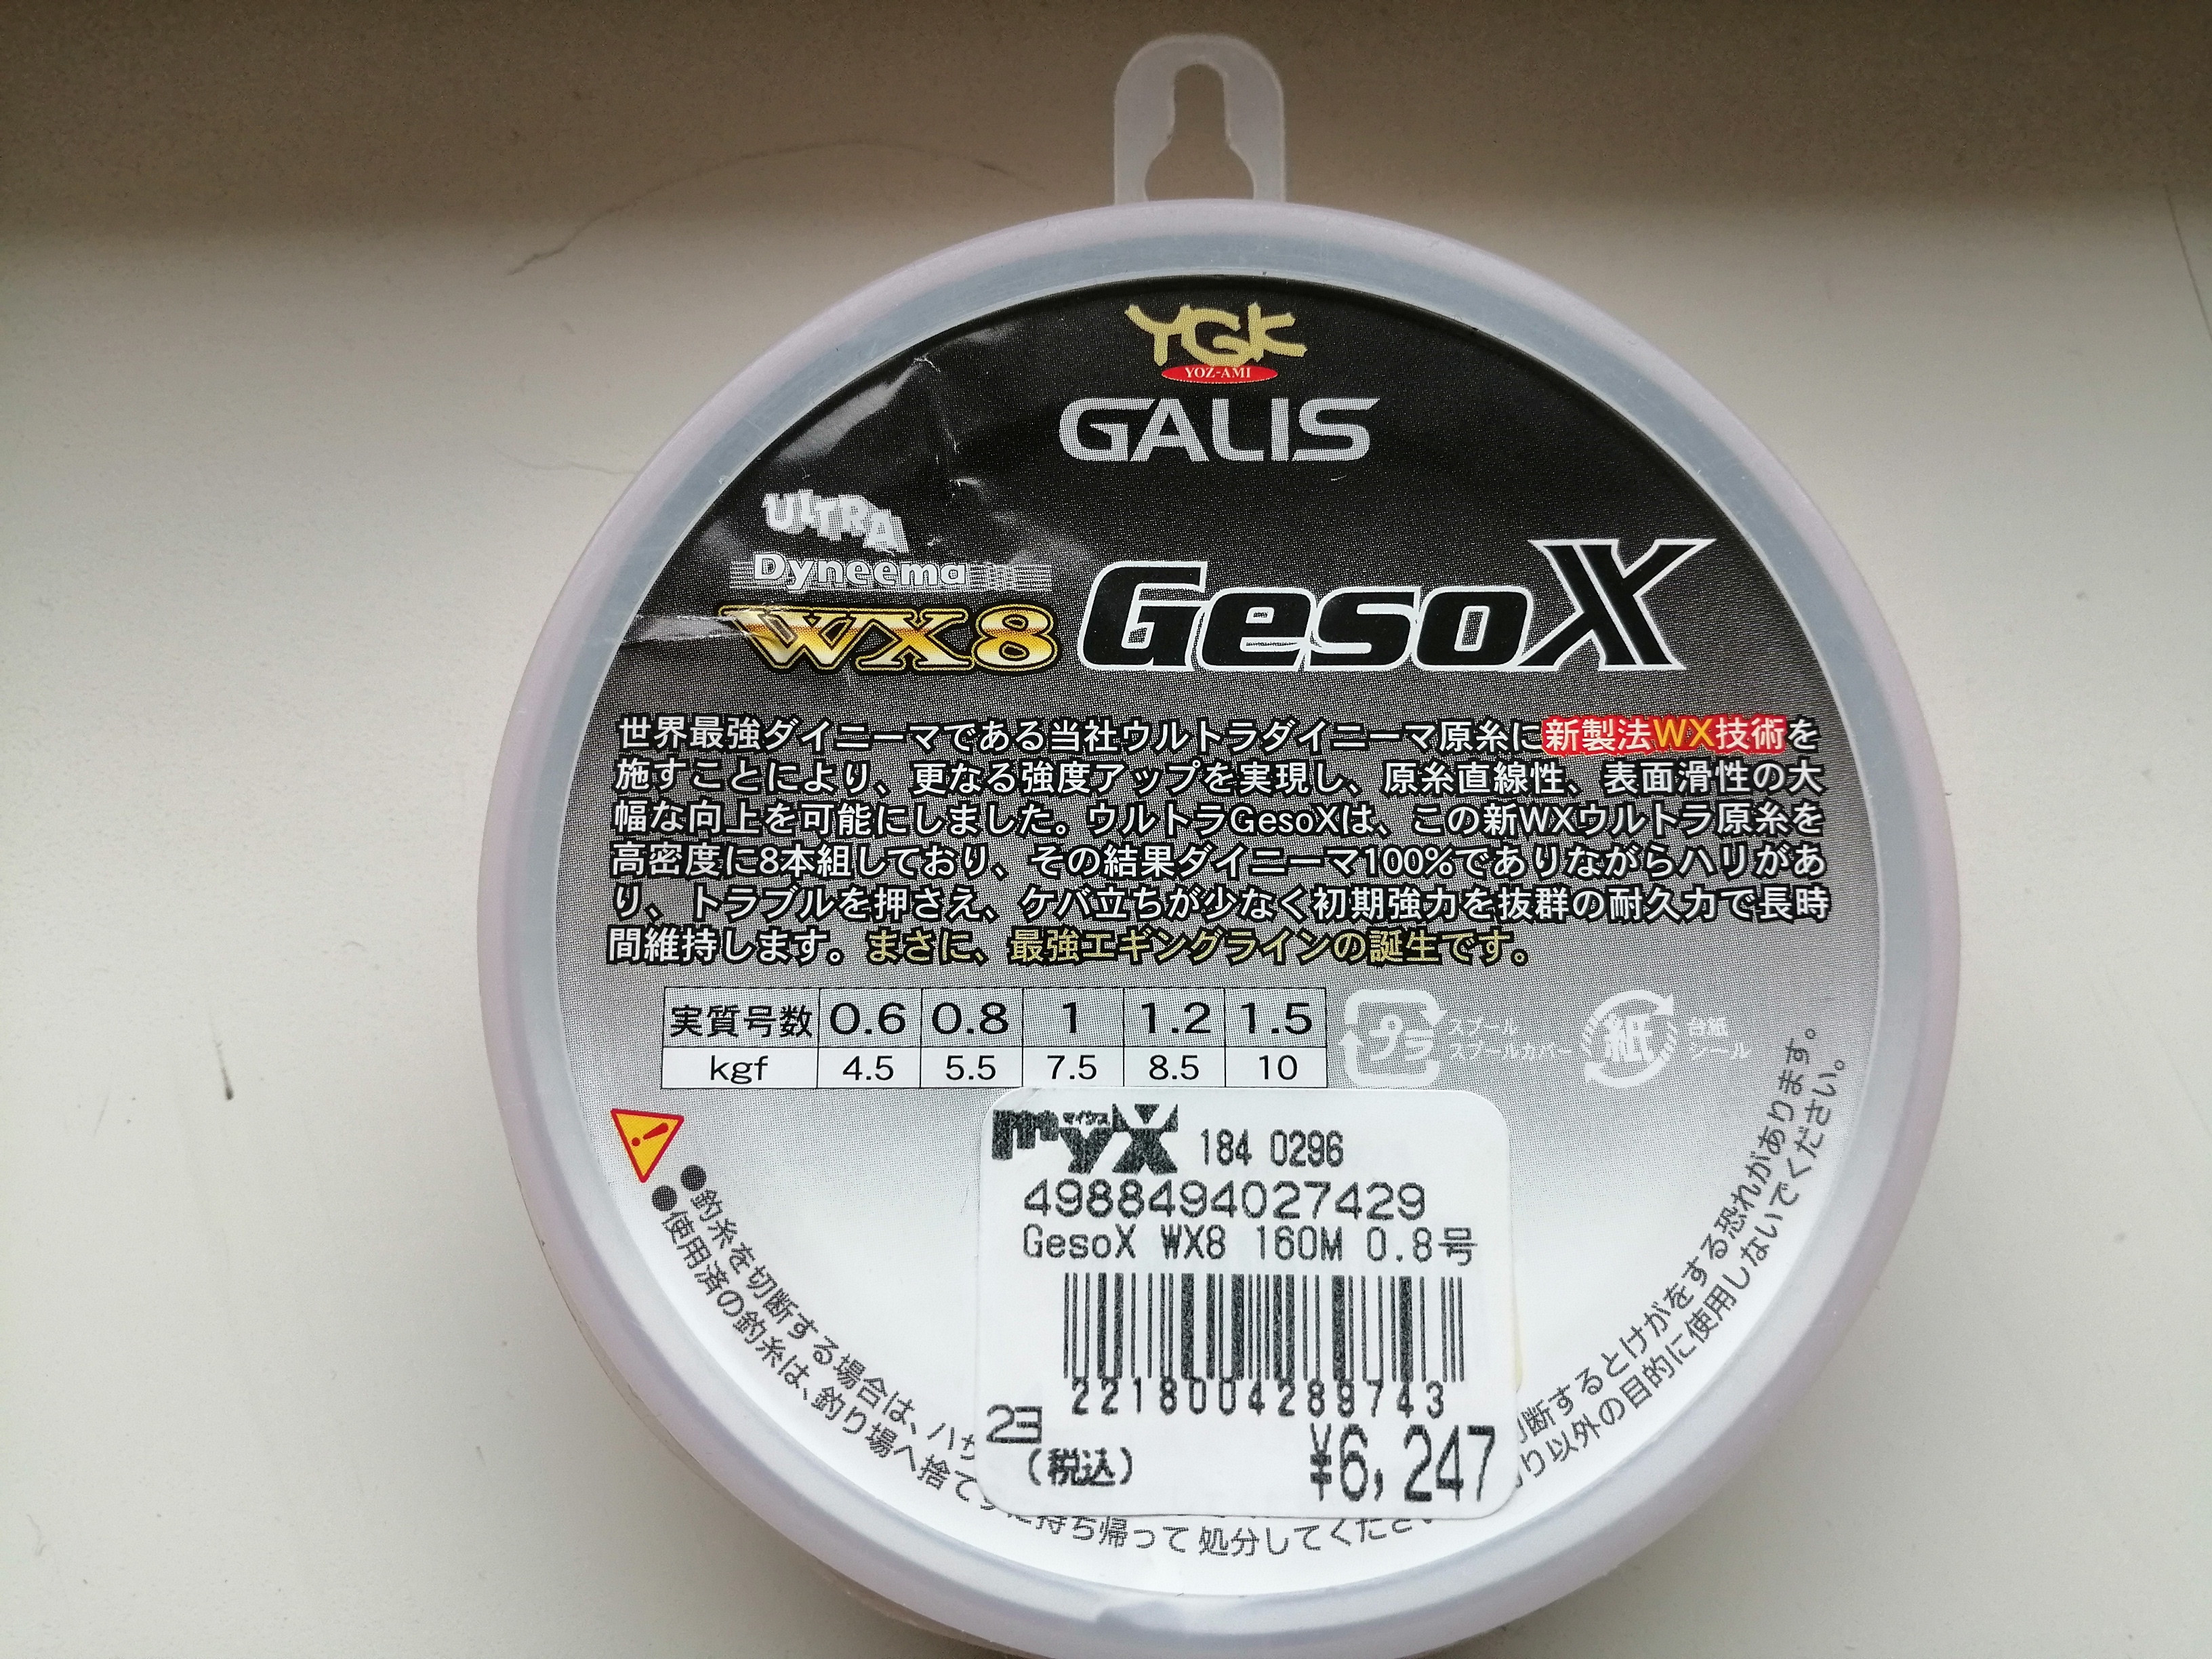 YGK
YOZ-AMI
GALIS
ULTRA
Dyneema
WX8 GesoX
世界最強ダイニーマである当社ウルトラダイニーマ原糸に新製法WX技術を
施すことにより、更なる強度アップを実現し、原糸直線性、表面滑性の大
幅な向上を可能にしました。ウルトラGesoXは、この新WXウルトラ原糸を
高密度に8本組しており、その結果ダイニーマ100%でありながらハリがあ
り、トラブルを押さえ、ケバ立ちが少なく初期強力を抜群の耐久力で長時
間維持します。まさに、最強エギングラインの誕生です。
実質号数 0.6 0.8 1 1.2 1.5
kgf 4.5 5.5 7.5 8.5 10
プラ スプール
スプールカバー
紙 台紙
シール
myX マイクス 184 0296
4988494027429
GesoX WX8 160M 0.8号
2218004289743
23
(税込) ¥6,247
●釣糸を切断する場合は、ハサ
切断するとけがをする恐れがあります。
●使用済の釣糸は、釣り場へ捨てず
に持ち帰って処分してくださ
り以外の目的に使用しないでください。